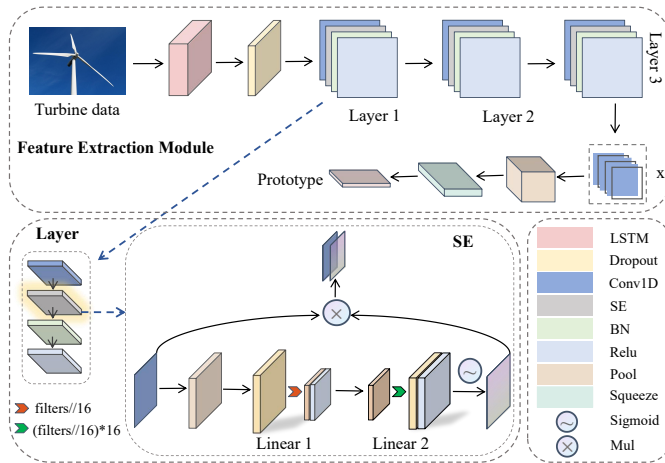 Turbine data
Layer 1
Layer 2
Layer 3
Feature Extraction Module
Prototype
x
Layer
SE
filters//16
(filters//16)*16
Linear 1
Linear 2
LSTM
Dropout
Conv1D
SE
BN
Relu
Pool
Squeeze
Sigmoid
Mul